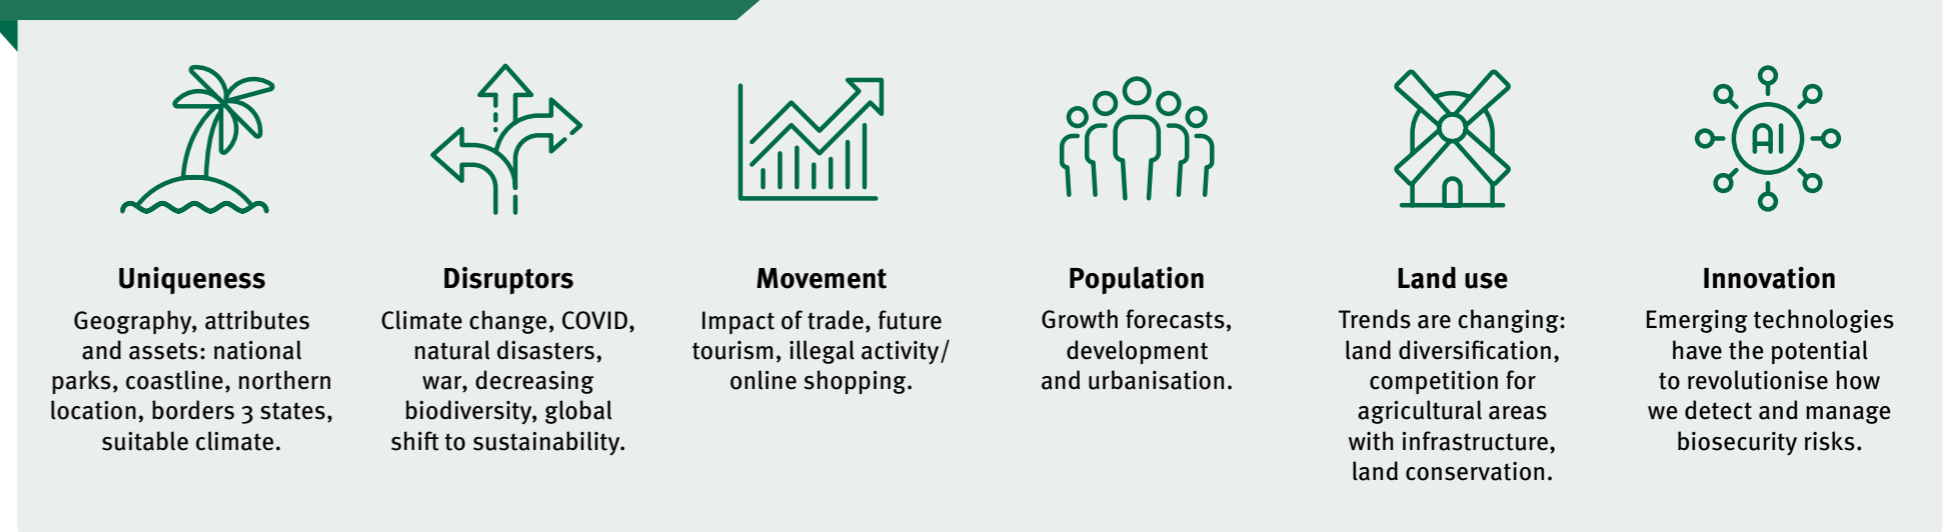 Uniqueness
Geography, attributes
and assets: national
parks, coastline, northern
location, borders 3 states,
suitable climate.
Disruptors
Climate change, COVID,
natural disasters,
war, decreasing
biodiversity, global
shift to sustainability.
Movement
Impact of trade, future
tourism, illegal activity/
online shopping.
Population
Growth forecasts,
development
and urbanisation.
Land use
Trends are changing:
land diversification,
competition for
agricultural areas
with infrastructure,
land conservation.
AI
Innovation
Emerging technologies
have the potential
to revolutionise how
we detect and manage
biosecurity risks.